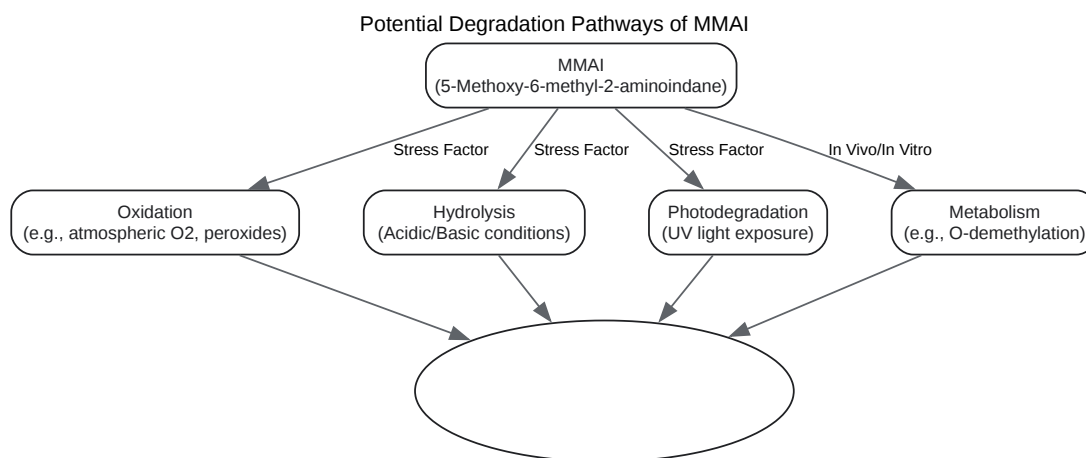 Potential Degradation Pathways of MMAI
MMAI
(5-Methoxy-6-methyl-2-aminoindane)
Stress Factor
Stress Factor
Stress Factor
In Vivo/In Vitro
Oxidation
(e.g., atmospheric O2, peroxides)
Hydrolysis
(Acidic/Basic conditions)
Photodegradation
(UV light exposure)
Metabolism
(e.g., O-demethylation)